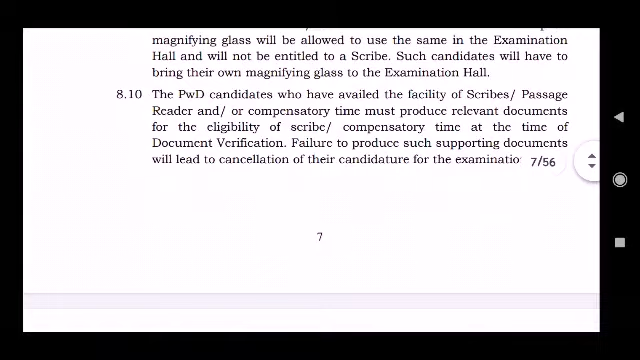 magnifying glass will be allowed to use the same in the Examination
Hall and will not be entitled to a Scribe. Such candidates will have to
bring their own magnifying glass to the Examination Hall.
8.10 The PwD candidates who have availed the facility of Scribes/ Passage
Reader and/ or compensatory time must produce relevant documents
for the eligibility of scribe/ compensatory time at the time of
Document Verification. Failure to produce such supporting documents
will lead to cancellation of their candidature for the examinatio
7/56
7